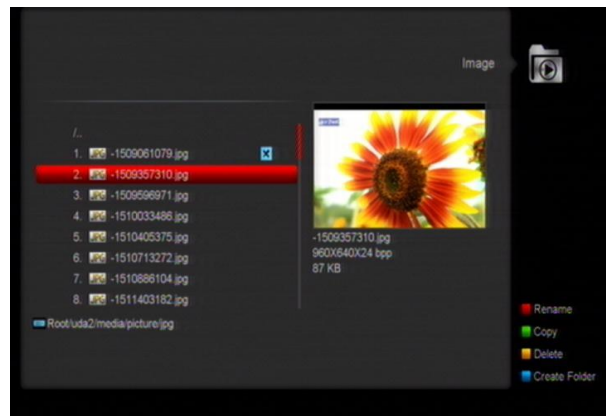 Image
/..
1. JPG -1509061079.jpg
2. JPG -1509357310.jpg
3. JPG -1509596971.jpg
4. JPG -1510033486.jpg
5. JPG -1510405375.jpg
6. JPG -1510713272.jpg
7. JPG -1510886104.jpg
8. JPG -1511403182.jpg
Root/uda2/media/picture/jpg
-1509357310.jpg
960X640X24 bpp
87 KB
Rename
Copy
Delete
Create Folder